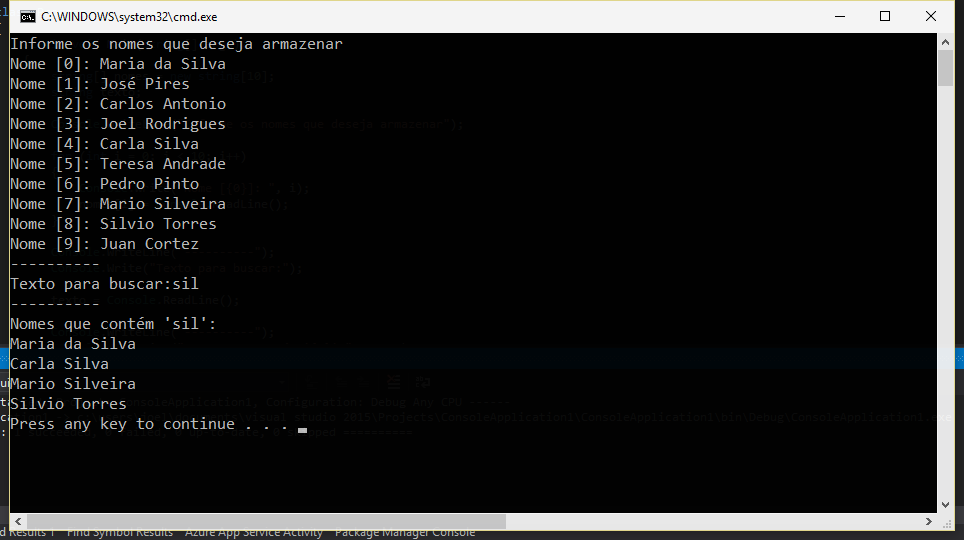 C:\WINDOWS\system32\cmd.exe
Informe os nomes que deseja armazenar
Nome [0]: Maria da Silva
Nome [1]: José Pires
Nome [2]: Carlos Antonio
Nome [3]: Joel Rodrigues
Nome [4]: Carla Silva
Nome [5]: Teresa Andrade
Nome [6]: Pedro Pinto
Nome [7]: Mario Silveira
Nome [8]: Silvio Torres
Nome [9]: Juan Cortez
----------
Texto para buscar:sil
----------
Nomes que contém 'sil':
Maria da Silva
Carla Silva
Mario Silveira
Silvio Torres
Press any key to continue . . .
d Results 1 Find Symbol Results Azure App Service Activity Package Manager Console